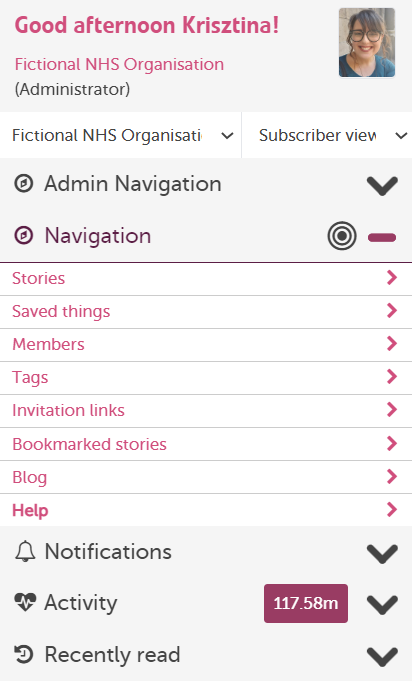 Good afternoon Krisztina!
Fictional NHS Organisation
(Administrator)
Fictional NHS Organisati
Subscriber view
Admin Navigation
Navigation
Stories
Saved things
Members
Tags
Invitation links
Bookmarked stories
Blog
Help
Notifications
Activity 117.58m
Recently read